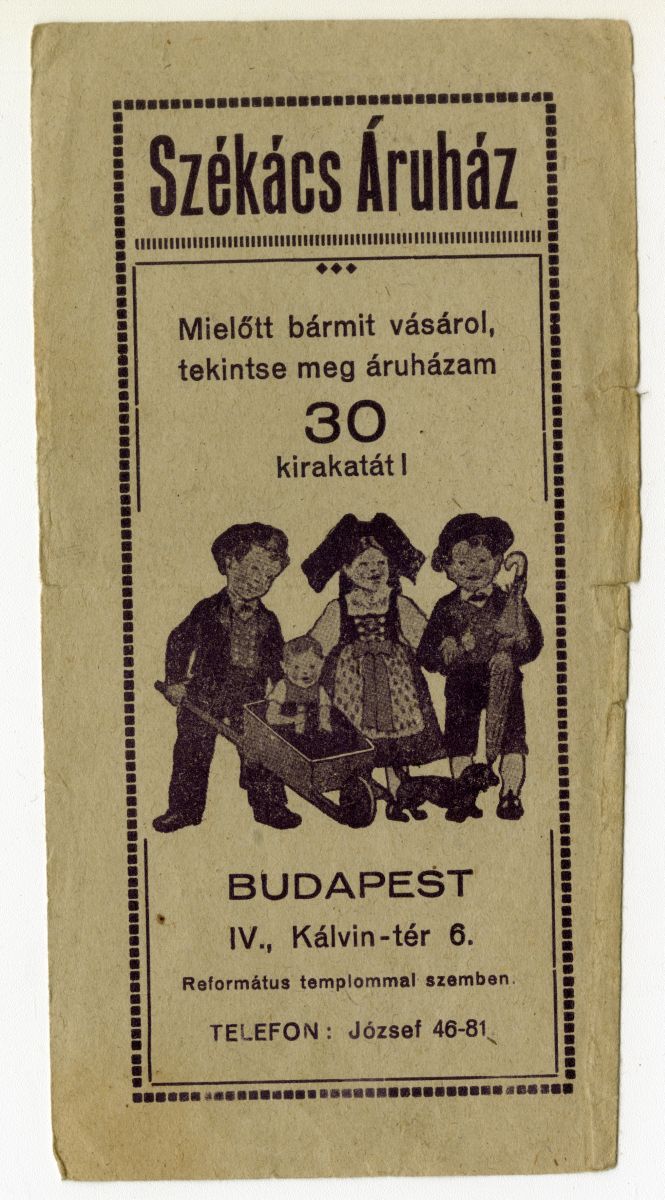 Székács Áruház
Mielőtt bármit vásárol,
tekintse meg áruházam
30
kirakatát!
BUDAPEST
IV., Kálvin-tér 6.
Református templommal szemben.
TELEFON: József 46-81